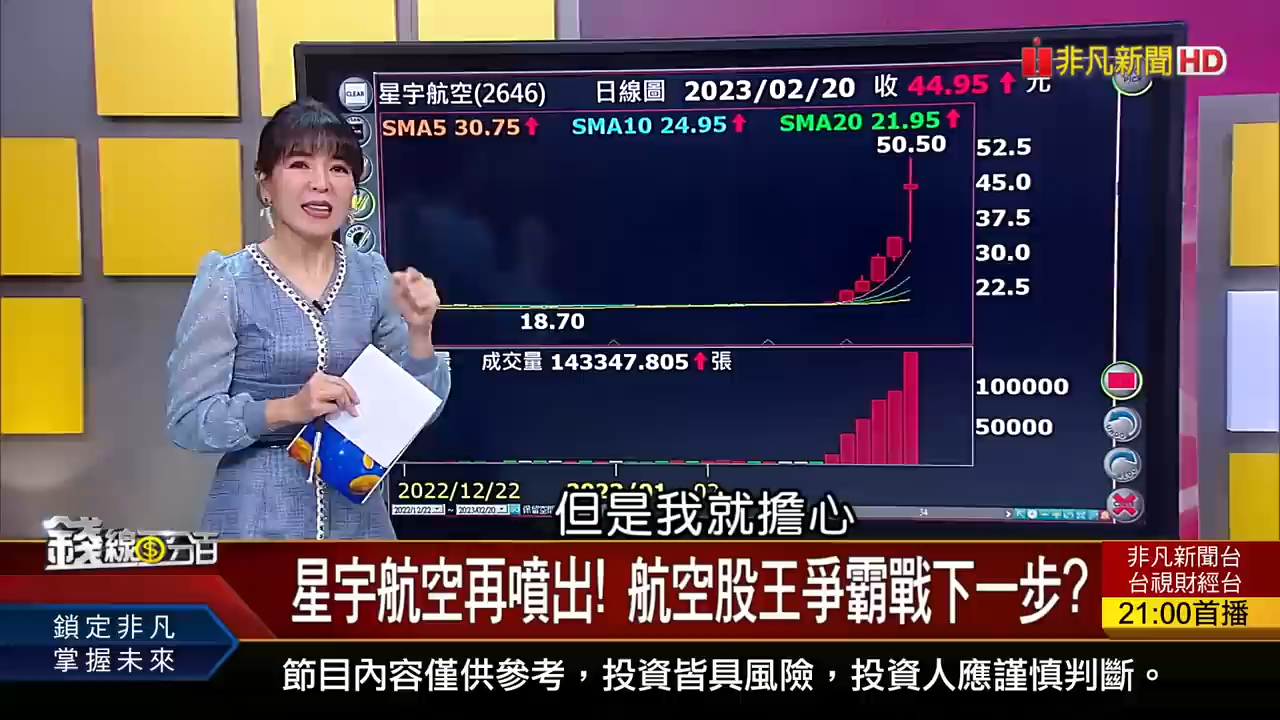 非凡新聞 HD
CLEAR
星宇航空(2646) 日線圖 2023/02/20 收 44.95↑ 元
SMA5 30.75↑ SMA10 24.95↑ SMA20 21.95↑
50.50
52.5
45.0
37.5
30.0
22.5
18.70
成交量 143347.805↑張
100000
50000
2022/12/22
但是我就擔心
錢線百分百
星宇航空再噴出! 航空股王爭霸戰下一步?
非凡新聞台
台視財經台
21:00首播
鎖定非凡
掌握未來
節目內容僅供參考,投資皆具風險,投資人應謹慎判斷。